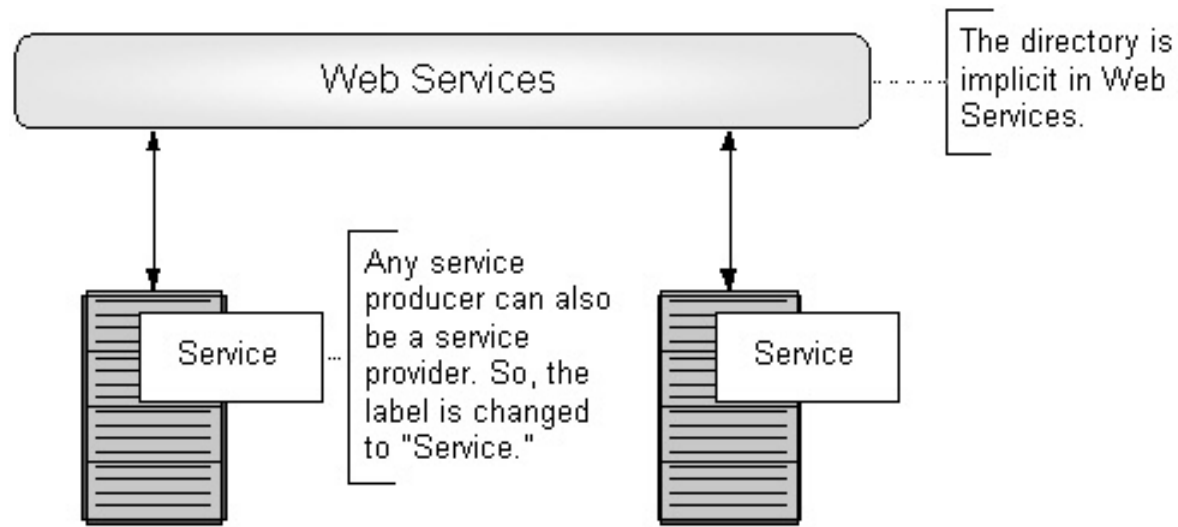 Web Services
The directory is
implicit in Web
Services.
Any service
producer can also
be a service
provider. So, the
label is changed
to "Service."
Service
Service